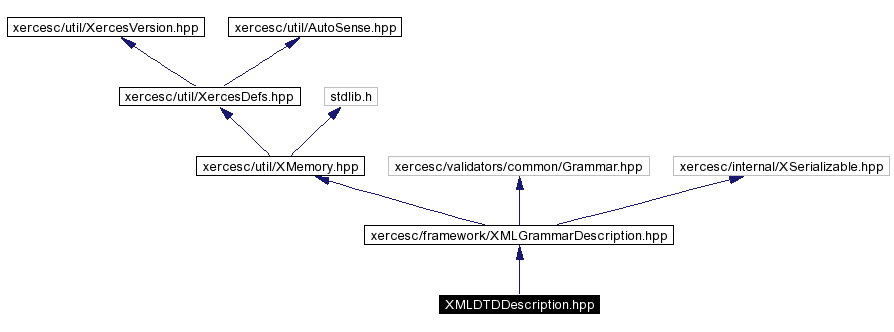 xercesc/util/XercesVersion.hpp
xercesc/util/AutoSense.hpp
xercesc/util/XercesDefs.hpp
stdlib.h
xercesc/util/XMemory.hpp
xercesc/validators/common/Grammar.hpp
xercesc/internal/XSerializable.hpp
xercesc/framework/XMLGrammarDescription.hpp
XMLDTDDescription.hpp